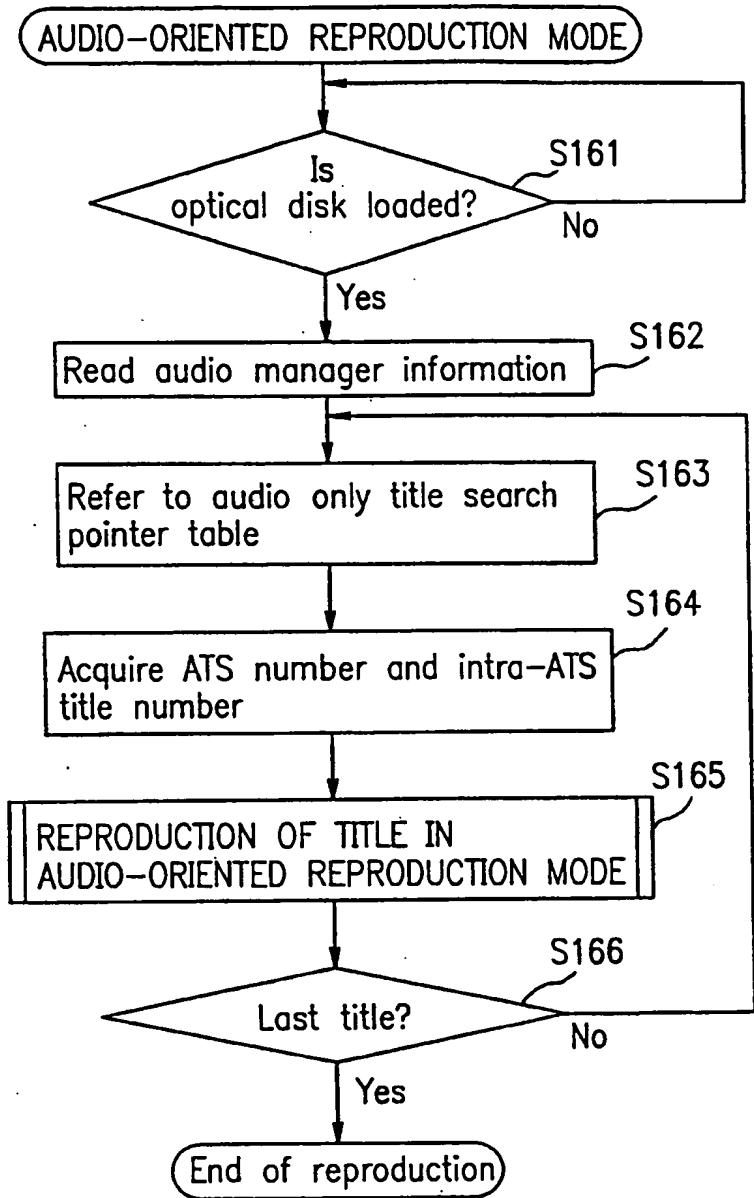 AUDIO-ORIENTED REPRODUCTION MODE
S161
Is
optical disk loaded?
No
Yes
S162
Read audio manager information
S163
Refer to audio only title search
pointer table
S164
Acquire ATS number and intra-ATS
title number
S165
REPRODUCTION OF TITLE IN
AUDIO-ORIENTED REPRODUCTION MODE
S166
Last title?
No
Yes
End of reproduction